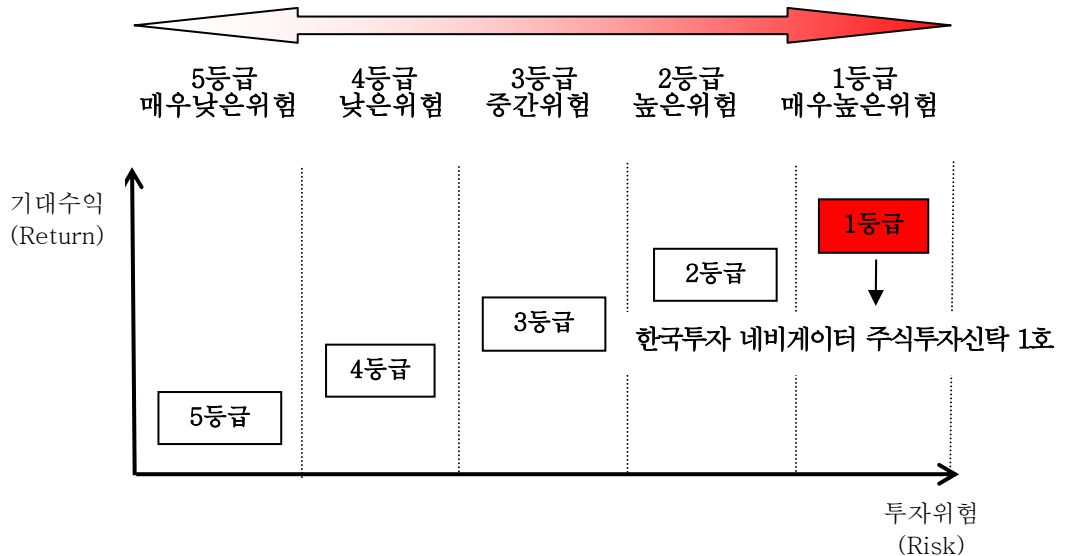 5등급 4등급 3등급 2등급 1등급
매우낮은위험 낮은위험 중간위험 높은위험 매우높은위험
기대수익
(Return)
1등급
2등급
3등급
한국투자 네비게이터 주식투자신탁 1호
4등급
5등급
투자위험
(Risk)